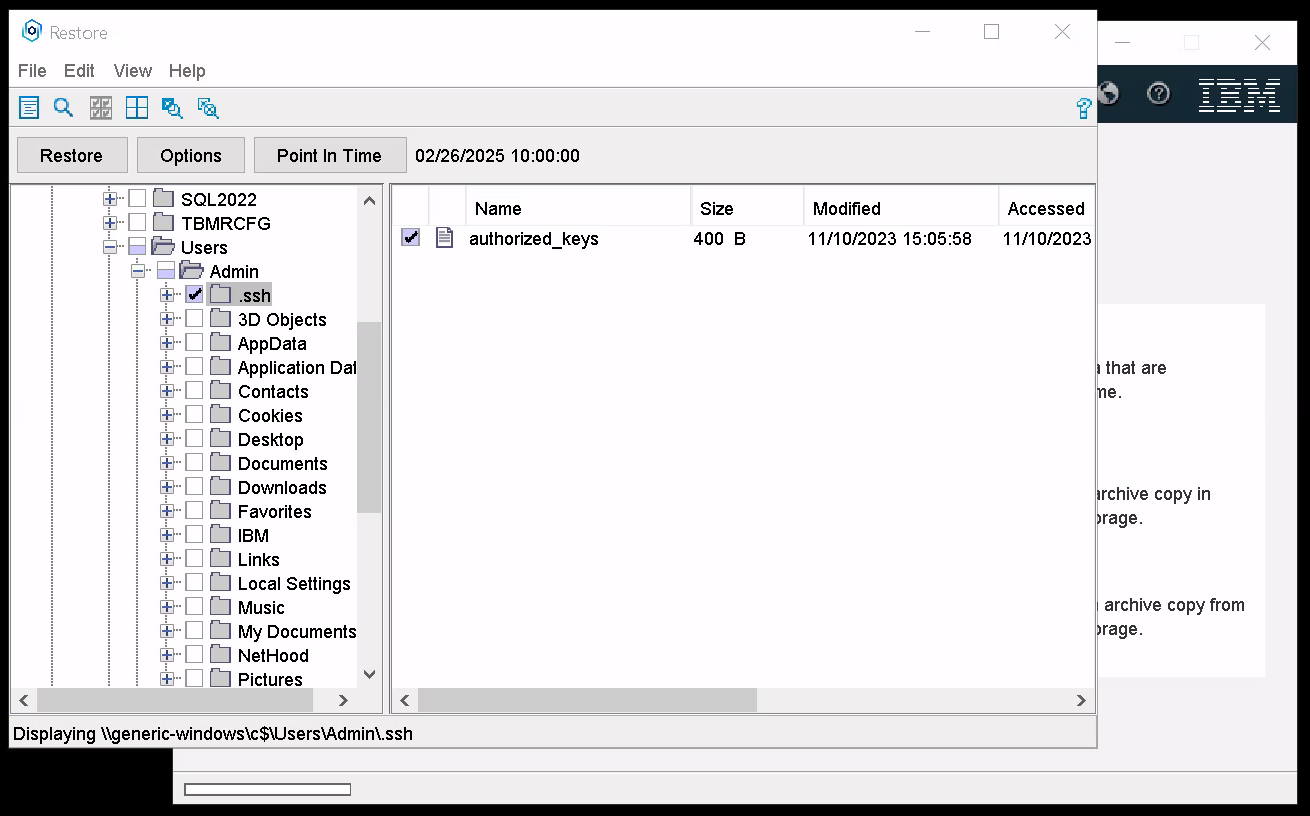 Restore
File Edit View Help
IBM
Restore Options Point In Time 02/26/2025 10:00:00
SQL2022
TBMRCFG
Users
Admin
.ssh
3D Objects
AppData
Application Dat
Contacts
Cookies
Desktop
Documents
Downloads
Favorites
IBM
Links
Local Settings
Music
My Documents
NetHood
Pictures
Name Size Modified Accessed
authorized_keys 400 B 11/10/2023 15:05:58 11/10/2023
that are
me.
archive copy in
orage.
archive copy from
orage.
Displaying \\generic-windows\c$\Users\Admin\.ssh